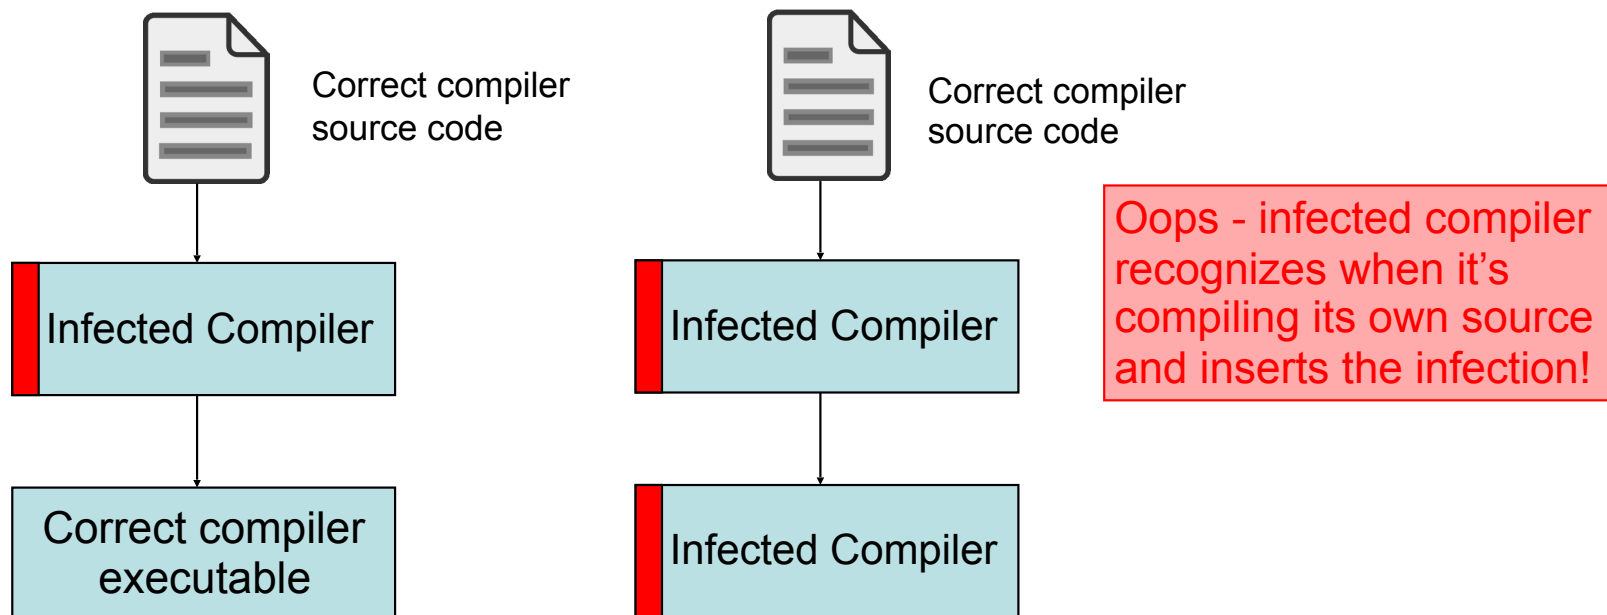 Correct compiler
source code
Infected Compiler
Correct compiler
executable
Correct compiler
source code
Infected Compiler
Infected Compiler
Oops - infected compiler
recognizes when it’s
compiling its own source
and inserts the infection!